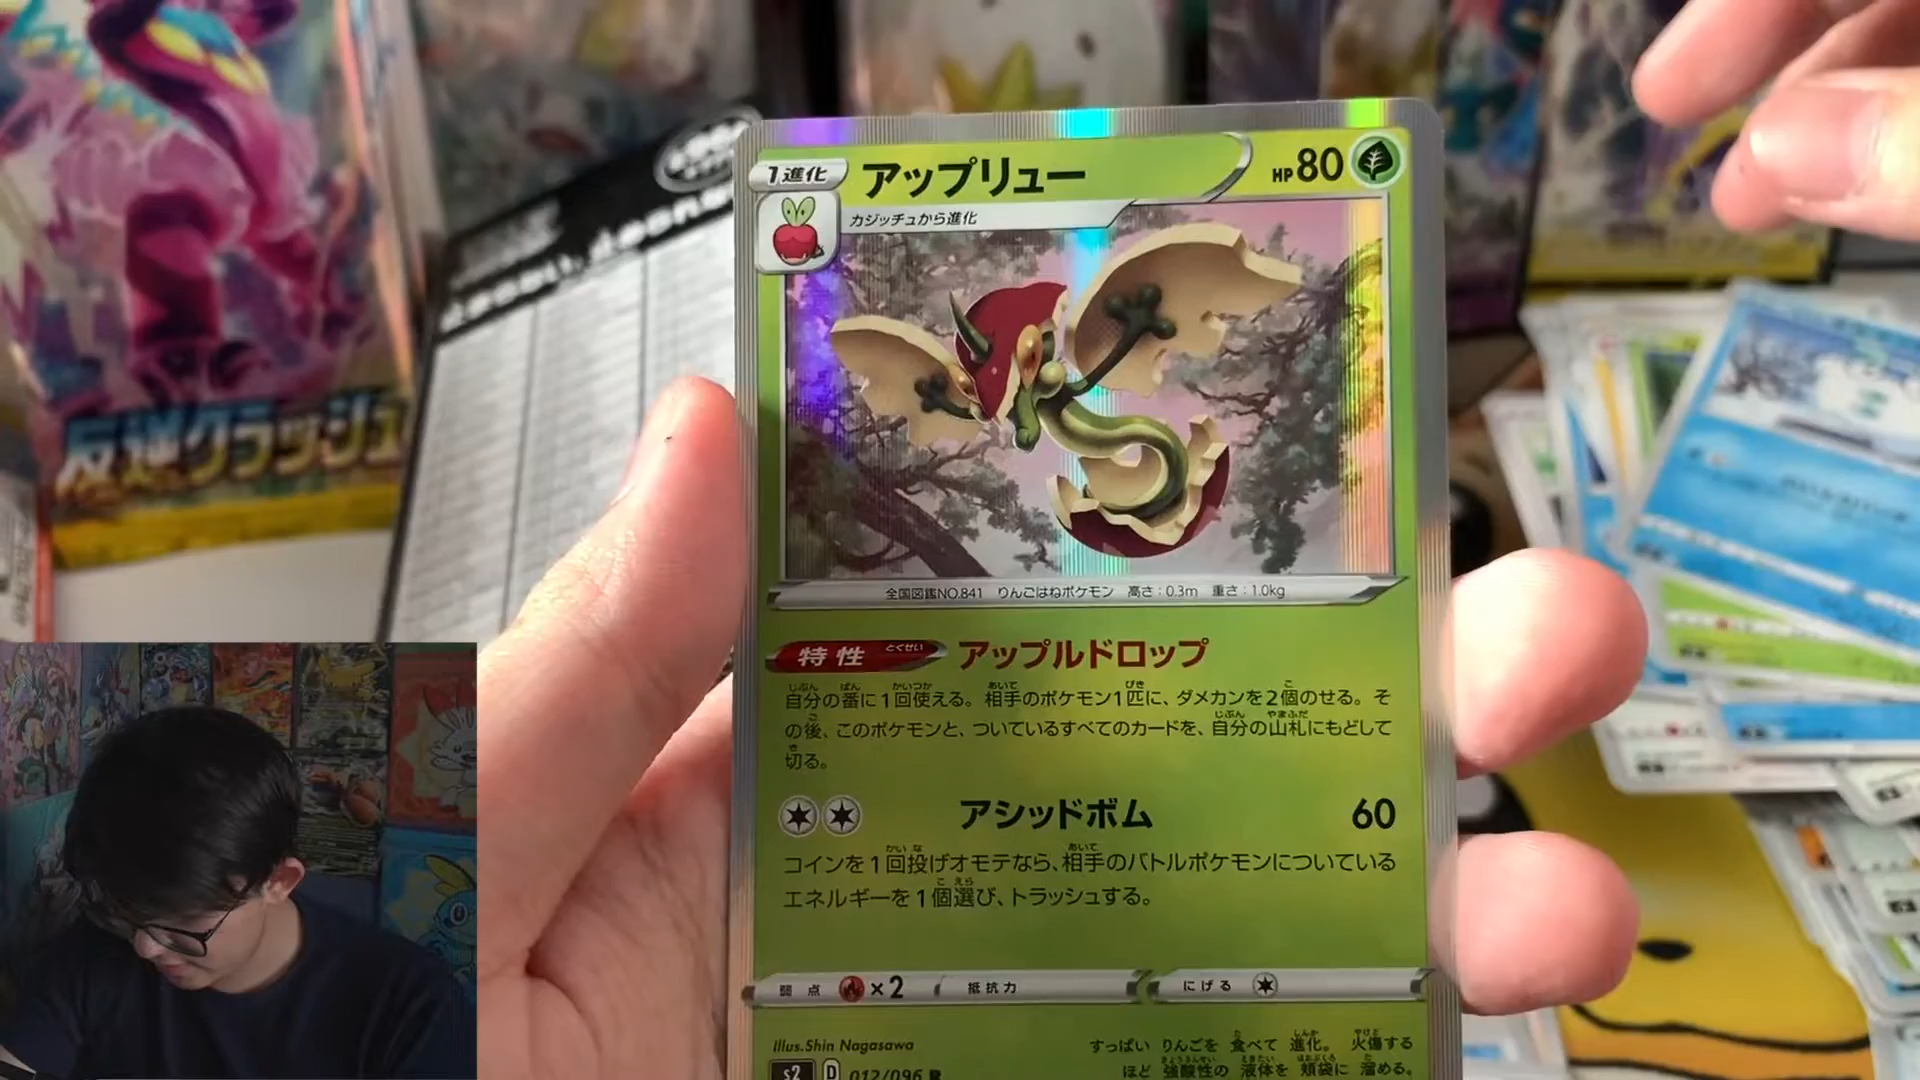 反逆クラッシュ
1進化
アップリュー
HP80
カジッチュから進化
全国図鑑NO.841 りんごはねポケモン 高さ:0.3m 重さ:1.0kg
特性 とくせい アップルドロップ
自分の番に1回使える。相手のポケモン1匹に、ダメカンを2個のせる。そ
の後、このポケモンと、ついているすべてのカードを、自分の山札にもどして
切る。
アシッドボム 60
コインを1回投げオモテなら、相手のバトルポケモンについている
エネルギーを1個選び、トラッシュする。
弱点 ×2 抵抗力 にげる
Illus.Shin Nagasawa
s2 D 012/096 R
すっぱい りんごを 食べて 進化。 火傷する
ほど 強酸性の 液体を 頬袋に 溜める。